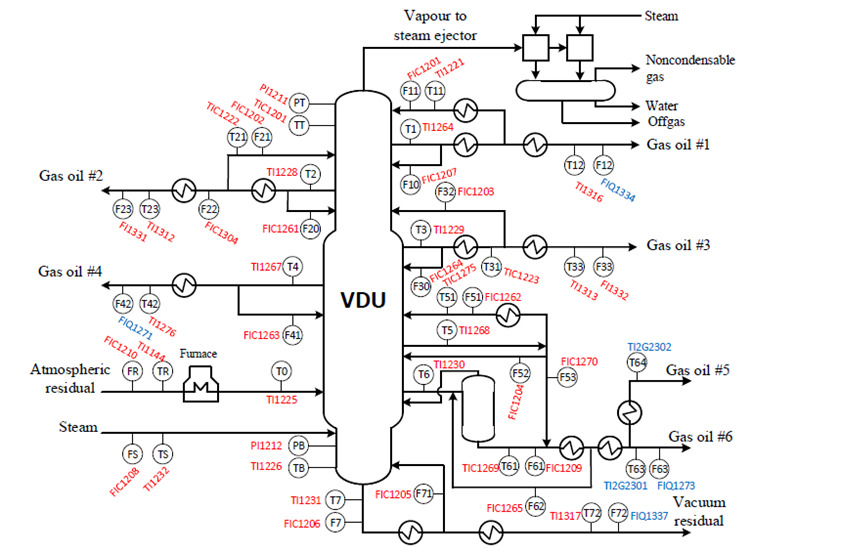 Vapour to
steam ejector
Steam
Noncondensable
gas
Water
Offgas
PI1211
PT
TIC1201
TT
FIC1201
F11
TI1221
T11
TIC1222
T21
FIC1202
F21
T1
TI1264
Gas oil #1
T12
TI1316
F12
FIQ1334
F10
FIC1207
Gas oil #2
TI1228
T2
F32
FIC1203
F23
FI1331
T23
TI1312
F22
FIC1304
FIC1261
F20
T3
TI1229
Gas oil #3
F30
FIC1264
TIC1275
T31
TIC1223
T33
TI1313
F33
FI1332
Gas oil #4
TI1267
T4
VDU
T51
F51
FIC1262
F42
FIQ1271
T42
TI1276
FIC1263
F41
T5
TI1268
Atmospheric
residual
FIC1210
FR
TI1144
TR
Furnace
T0
TI1225
T6
TI1230
F52
FIC1204
FIC1270
F53
TI2G2302
T64
Gas oil #5
Steam
FS
FIC1208
TS
TI1232
PI1212
PB
TI1226
TB
TIC1269
T61
F61
FIC1209
Gas oil #6
T63
TI2G2301
F63
FIQ1273
TI1231
T7
FIC1205
F71
FIC1265
F62
FIC1206
F7
TI1317
T72
F72
FIQ1337
Vacuum
residual